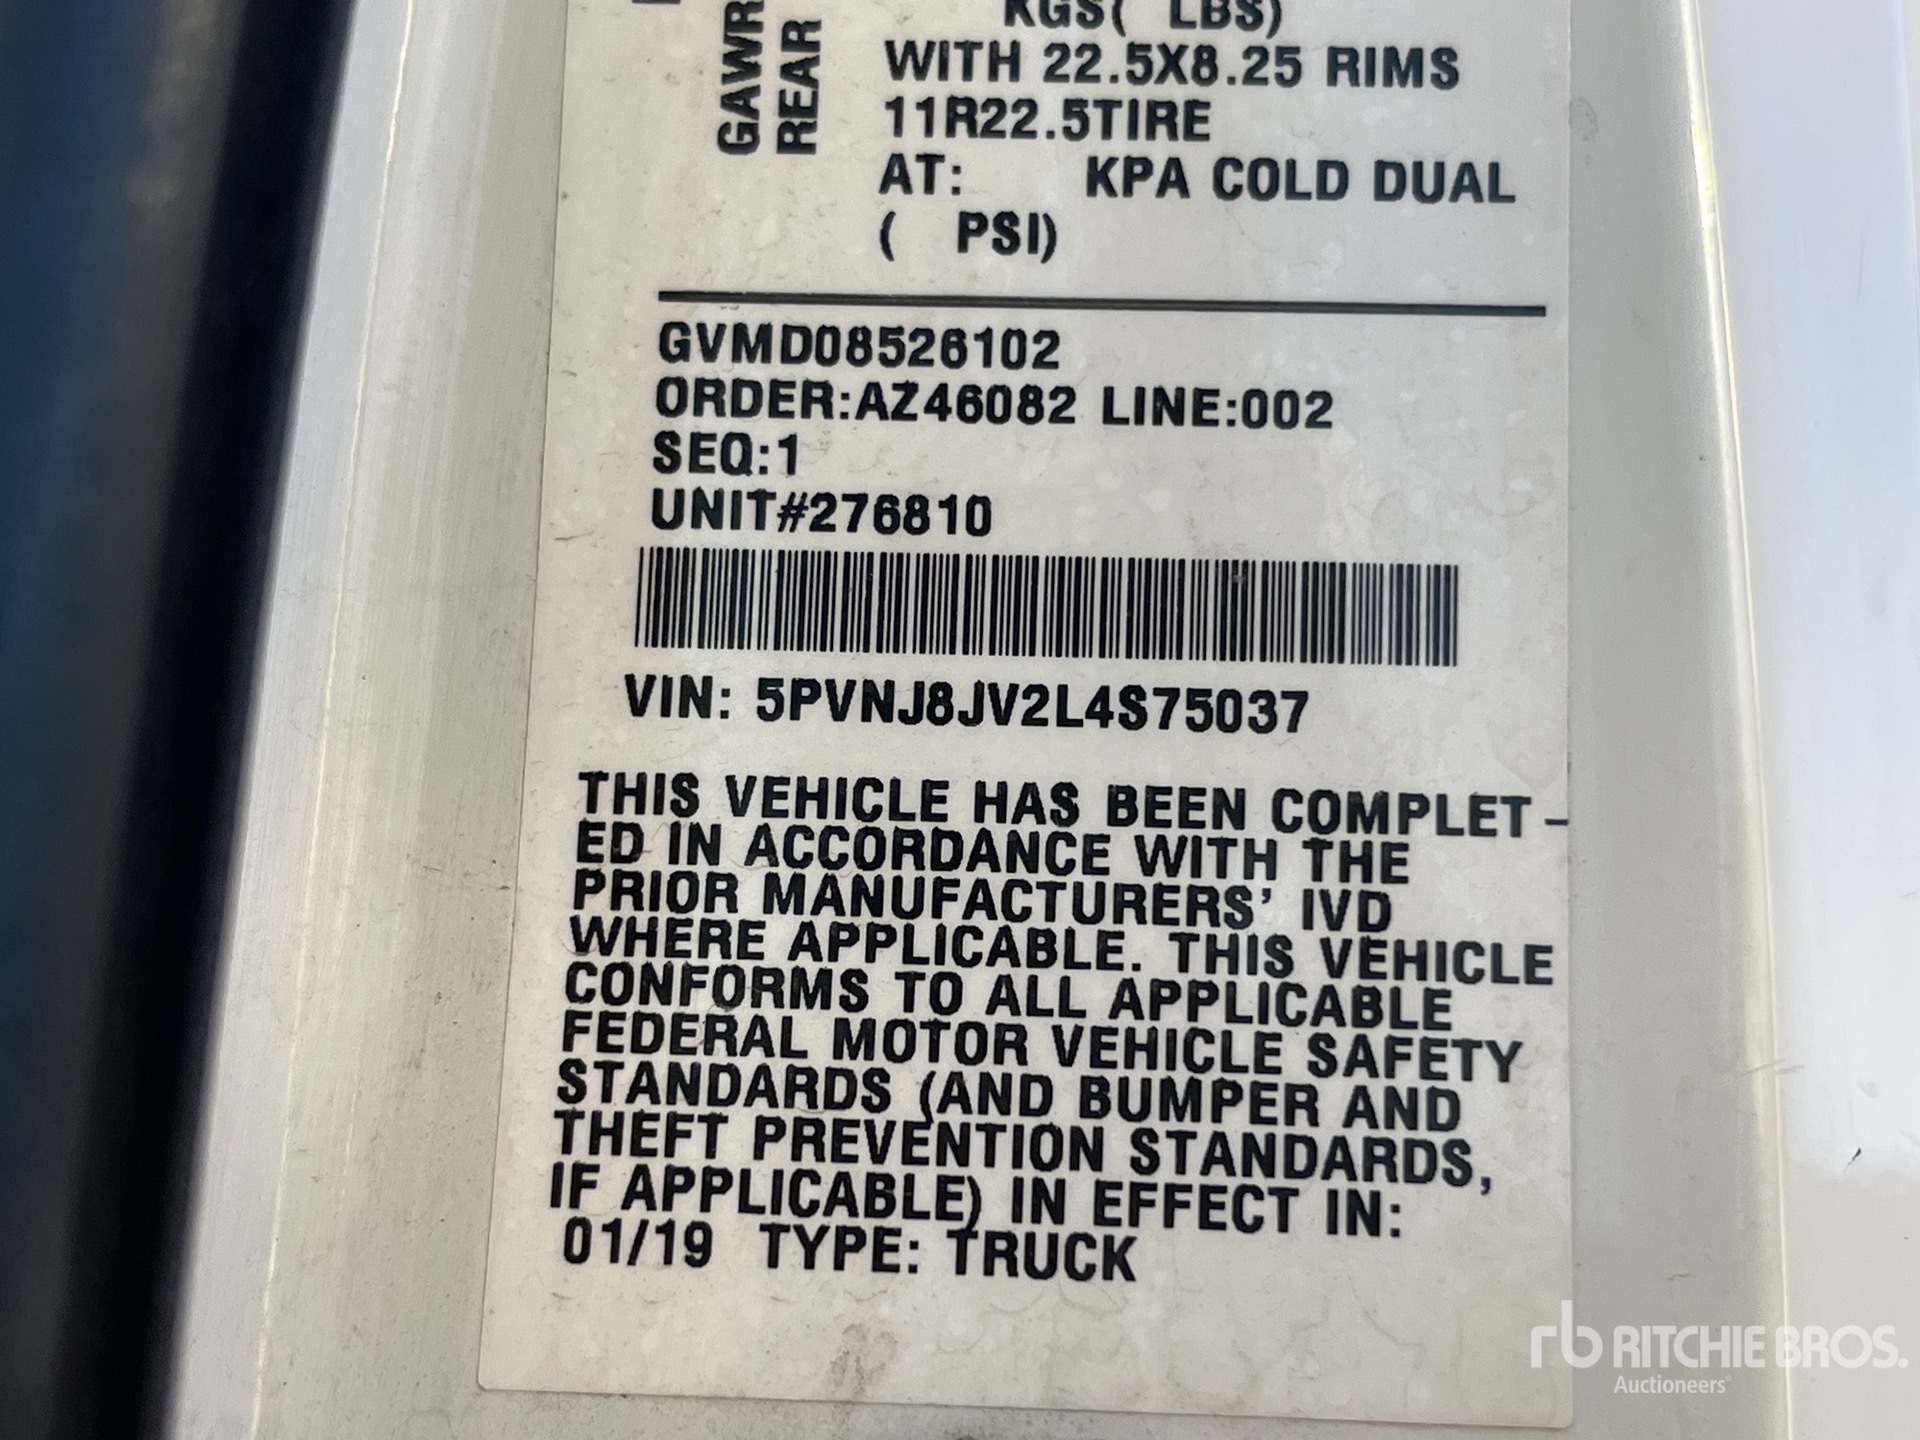 GAWR
REAR
KGS( LBS)
WITH 22.5X8.25 RIMS
11R22.5TIRE
AT: KPA COLD DUAL
( PSI)
GVMD08526102
ORDER:AZ46082 LINE:002
SEQ:1
UNIT#276810
VIN: 5PVNJ8JV2L4S75037
THIS VEHICLE HAS BEEN COMPLET-
ED IN ACCORDANCE WITH THE
PRIOR MANUFACTURERS' IVD
WHERE APPLICABLE. THIS VEHICLE
CONFORMS TO ALL APPLICABLE
FEDERAL MOTOR VEHICLE SAFETY
STANDARDS (AND BUMPER AND
THEFT PREVENTION STANDARDS,
IF APPLICABLE) IN EFFECT IN:
01/19 TYPE: TRUCK
rb RITCHIE BROS.
Auctioneers